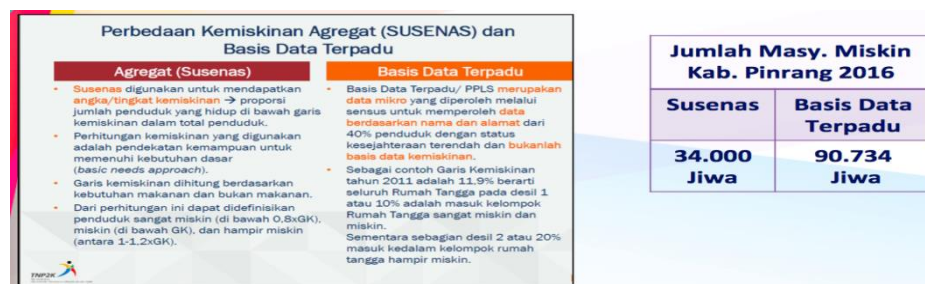 Perbedaan Kemiskinan Agregat (SUSENAS) dan
Basis Data Terpadu
Agregat (Susenas)
• Susenas digunakan untuk mendapatkan
angka/tingkat kemiskinan → proporsi
jumlah penduduk yang hidup di bawah garis
kemiskinan dalam total penduduk.
• Perhitungan kemiskinan yang digunakan
adalah pendekatan kemampuan untuk
memenuhi kebutuhan dasar
(basic needs approach).
• Garis kemiskinan dihitung berdasarkan
kebutuhan makanan dan bukan makanan.
• Dari perhitungan ini dapat didefinisikan
penduduk sangat miskin (di bawah 0,8xGK),
miskin (di bawah GK), dan hampir miskin
(antara 1-1,2xGK).
Basis Data Terpadu
• Basis Data Terpadu/ PPLS merupakan
data mikro yang diperoleh melalui
sensus untuk memperoleh data
berdasarkan nama dan alamat dari
40% penduduk dengan status
kesejahteraan terendah dan bukanlah
basis data kemiskinan.
• Sebagai contoh Garis Kemiskinan
tahun 2011 adalah 11,9% berarti
seluruh Rumah Tangga pada desil 1
atau 10% adalah masuk kelompok
Rumah Tangga sangat miskin dan
miskin.
Sementara sebagian desil 2 atau 20%
masuk kedalam kelompok rumah
tangga hampir miskin.
TNP2K
Jumlah Masy. Miskin
Kab. Pinrang 2016
Susenas
Basis Data
Terpadu
34.000
Jiwa
90.734
Jiwa